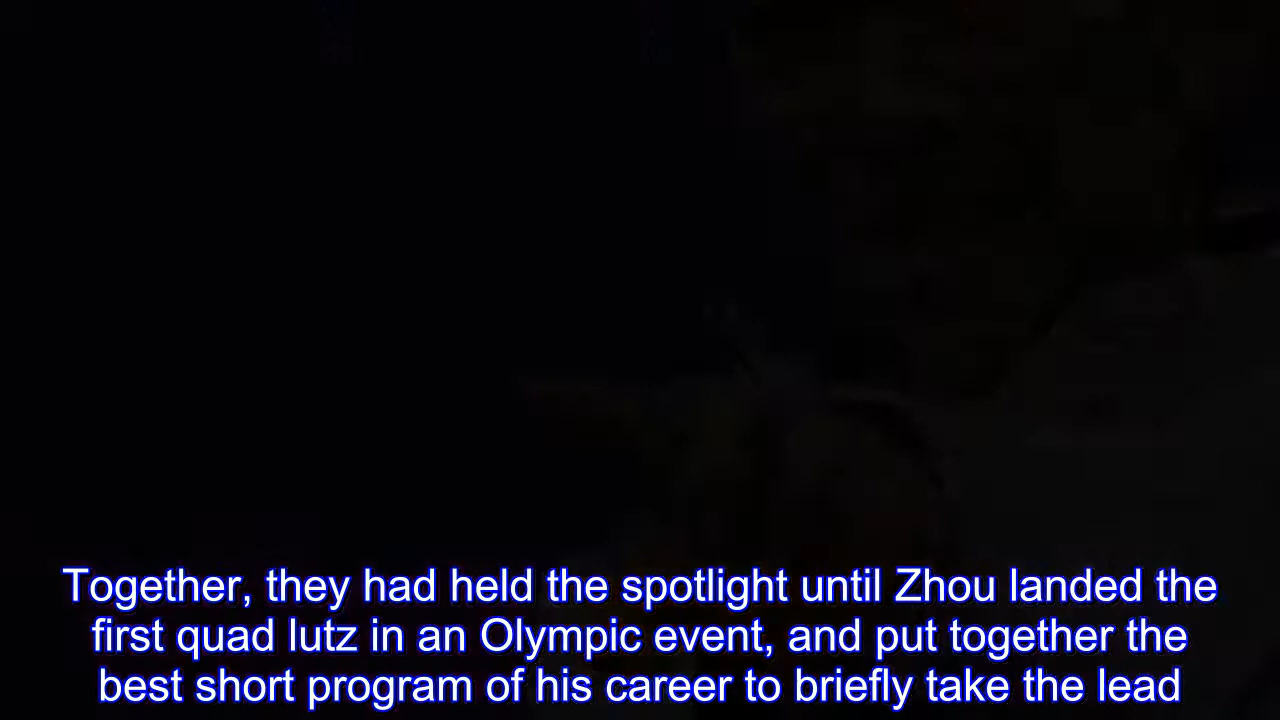 Together, they had held the spotlight until Zhou landed the
first quad lutz in an Olympic event, and put together the
best short program of his career to briefly take the lead